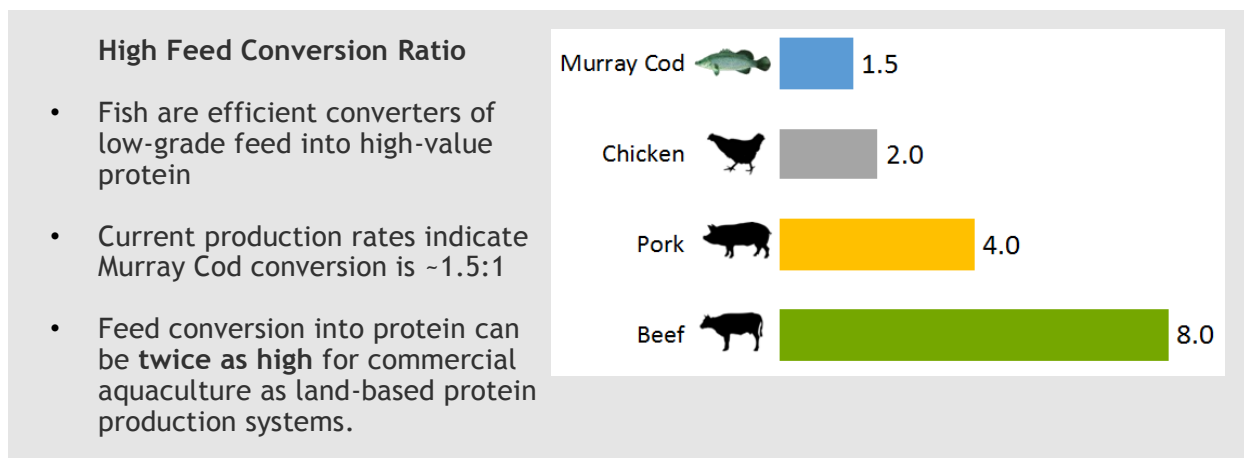 High Feed Conversion Ratio
• Fish are efficient converters of
low-grade feed into high-value
protein
• Current production rates indicate
Murray Cod conversion is ~1.5:1
• Feed conversion into protein can
be twice as high for commercial
aquaculture as land-based protein
production systems.
Murray Cod 1.5
Chicken 2.0
Pork 4.0
Beef 8.0